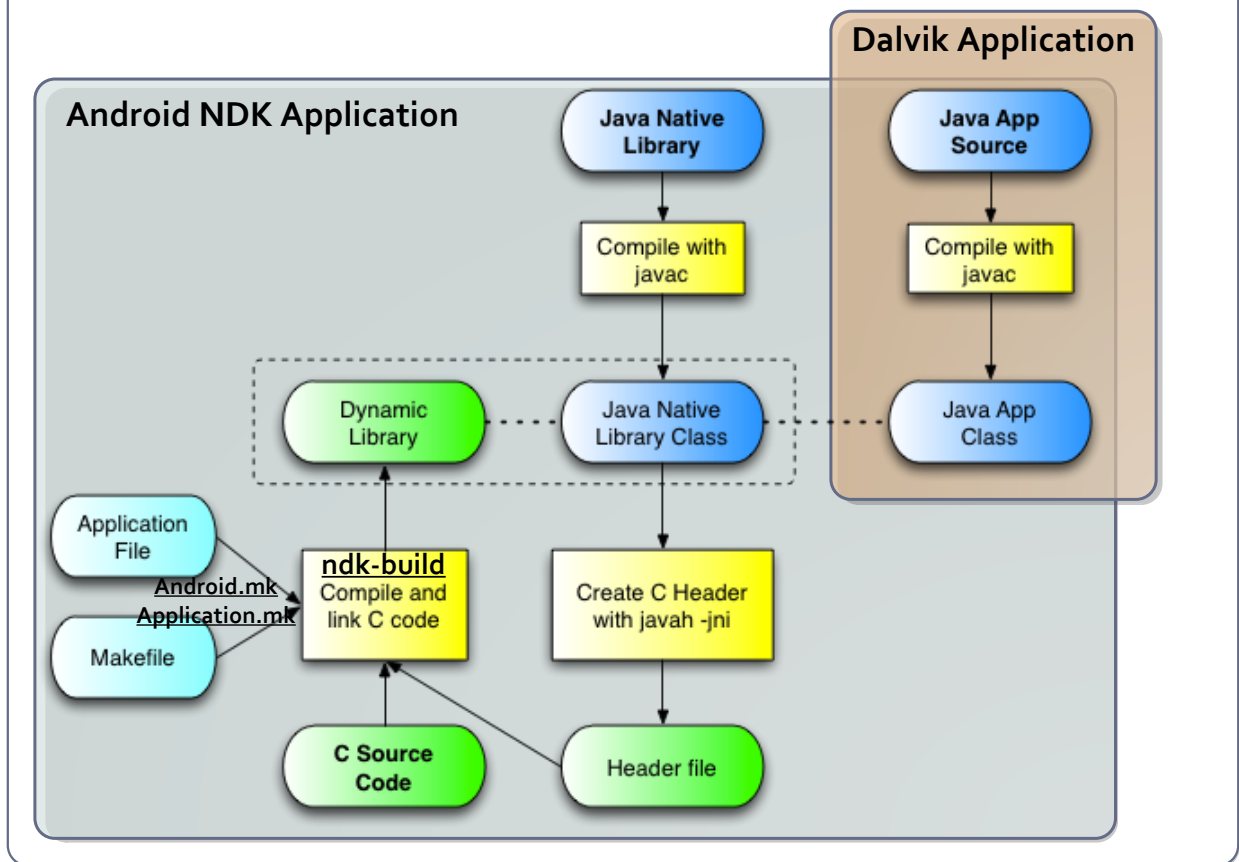 Dalvik Application
Android NDK Application
Java Native
Library
Java App
Source
Compile with
javac
Compile with
javac
Dynamic
Library
Java Native
Library Class
Java App
Class
Application
File
Android.mk
Application.mk
Makefile
ndk-build
Compile and
link C code
Create C Header
with javah -jni
C Source
Code
Header file